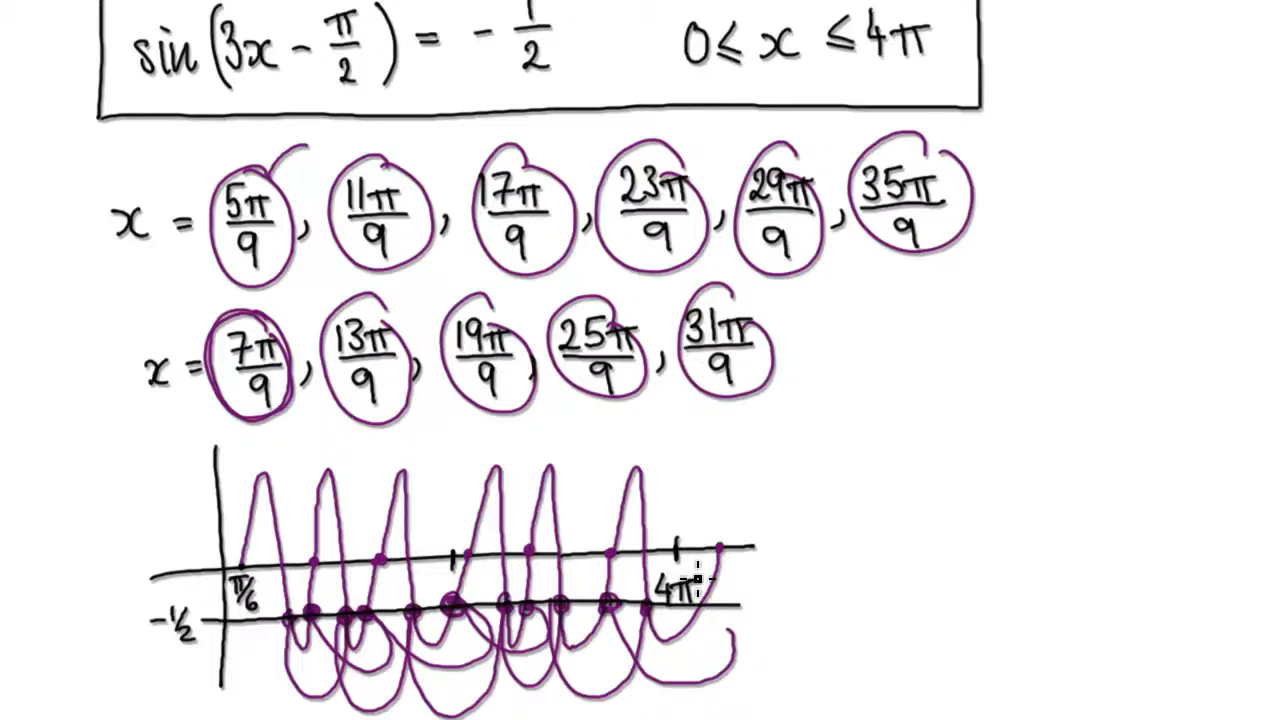 sin(3x - π/2) = -1/2 0 ≤ x ≤ 4π
x = 5π/9, 11π/9, 17π/9, 23π/9, 29π/9, 35π/9
x = 7π/9, 13π/9, 19π/9, 25π/9, 31π/9
π/6 4π
-1/2